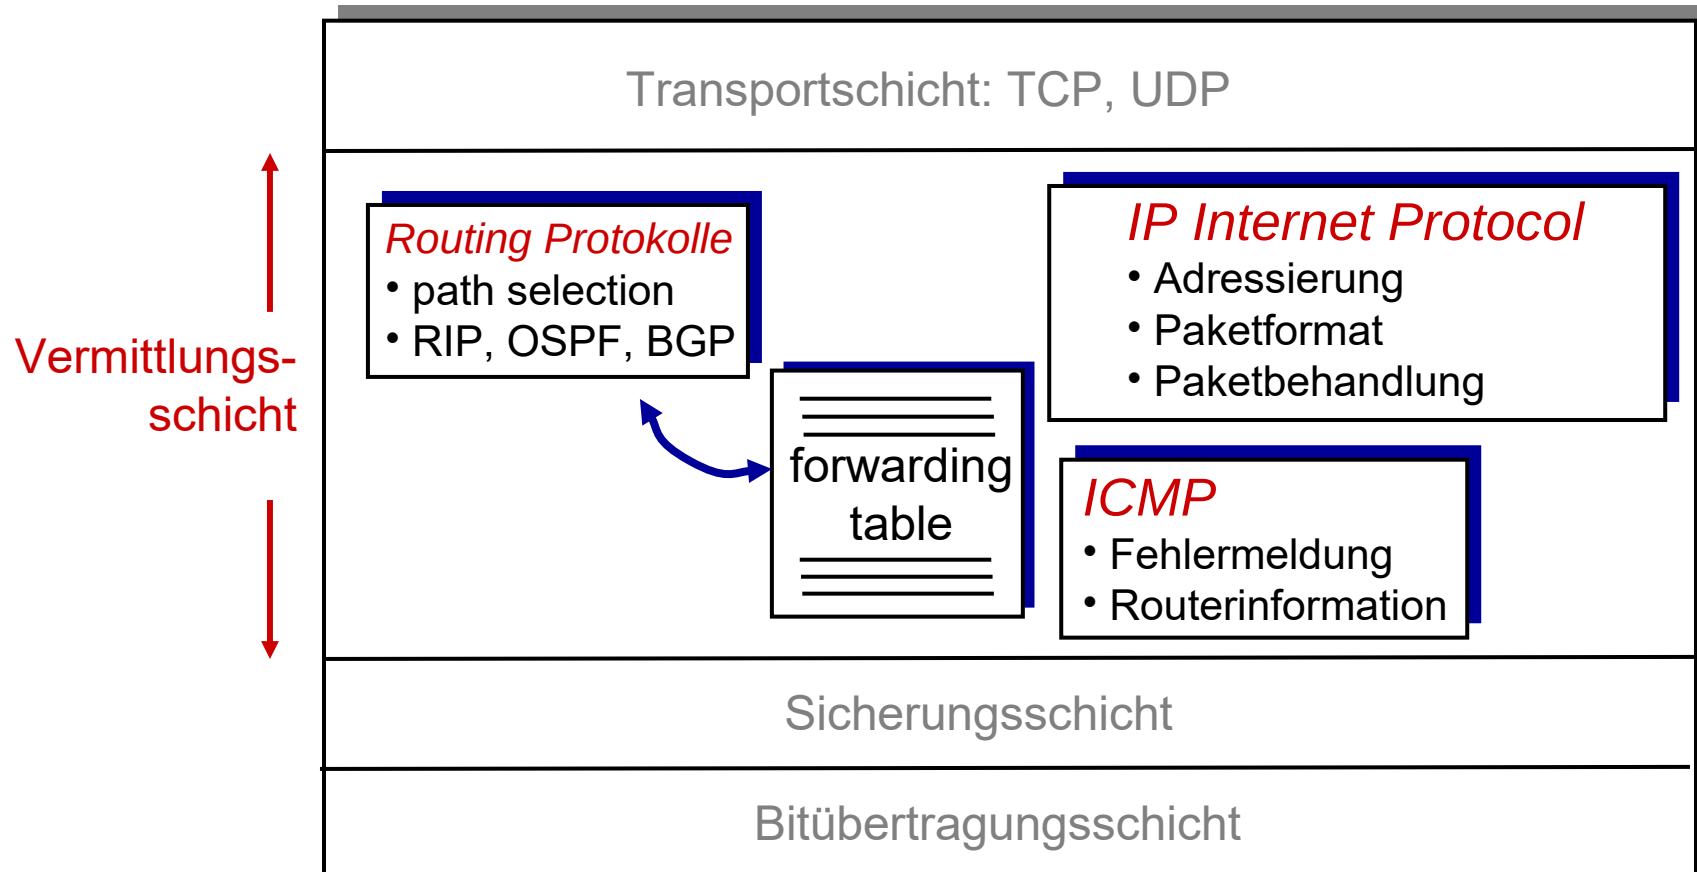 Transportschicht: TCP, UDP
Vermittlungs-
schicht
Routing Protokolle
• path selection
• RIP, OSPF, BGP
forwarding
table
IP Internet Protocol
• Adressierung
• Paketformat
• Paketbehandlung
ICMP
• Fehlermeldung
• Routerinformation
Sicherungsschicht
Bitübertragungsschicht